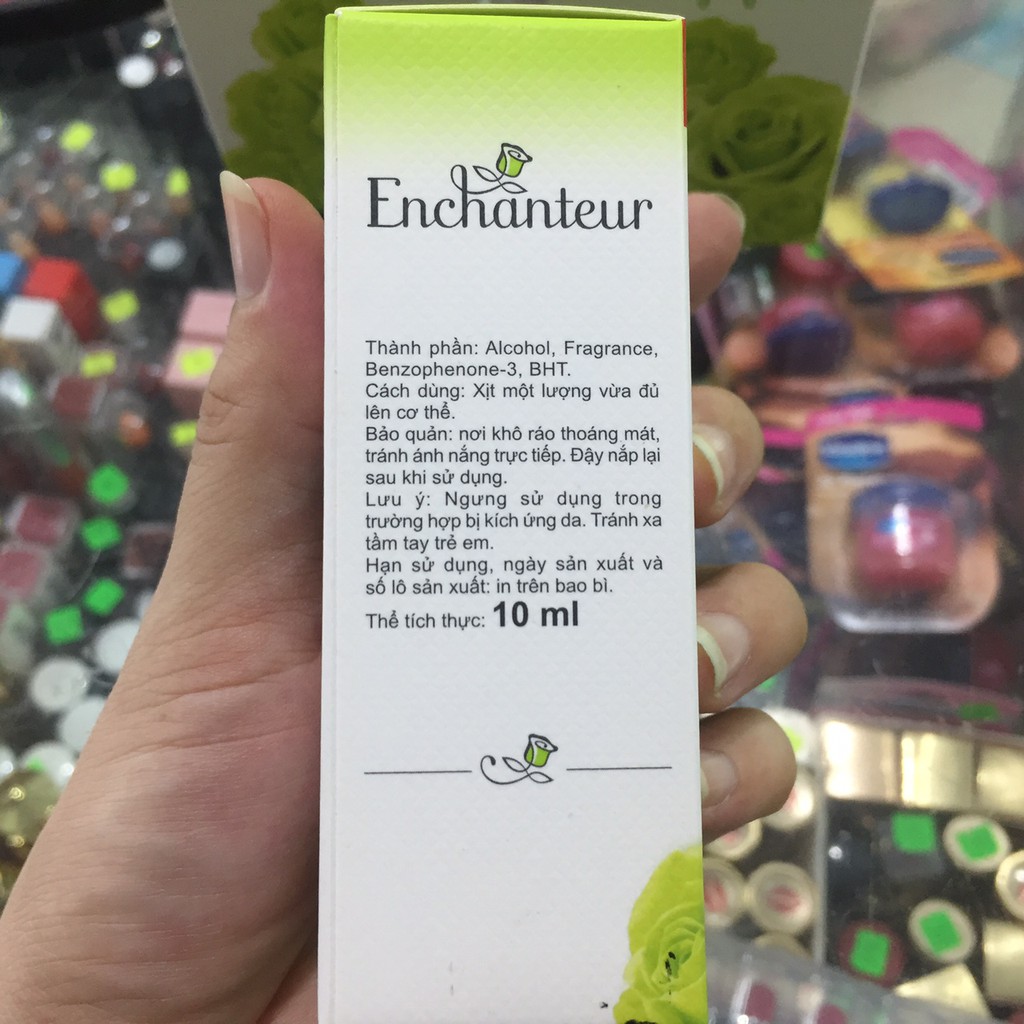 Enchanteur
Thành phần: Alcohol, Fragrance,
Benzophenone-3, BHT.
Cách dùng: Xịt một lượng vừa đủ
lên cơ thể.
Bảo quản: nơi khô ráo thoáng mát,
tránh ánh nắng trực tiếp. Đậy nắp lại
sau khi sử dụng.
Lưu ý: Ngưng sử dụng trong
trường hợp bị kích ứng da. Tránh xa
tầm tay trẻ em.
Hạn sử dụng, ngày sản xuất và
số lô sản xuất: in trên bao bì.
Thể tích thực: 10 ml